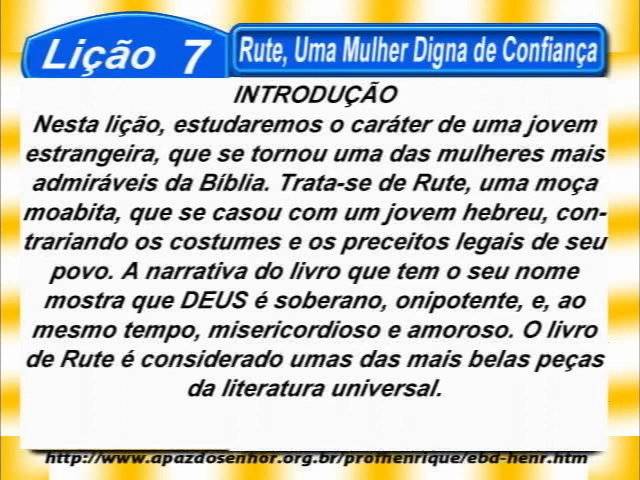 Lição 7
Rute, Uma Mulher Digna de Confiança
INTRODUÇÃO
Nesta lição, estudaremos o caráter de uma jovem
estrangeira, que se tornou uma das mulheres mais
admiráveis da Bíblia. Trata-se de Rute, uma moça
moabita, que se casou com um jovem hebreu, con-
trariando os costumes e os preceitos legais de seu
povo. A narrativa do livro que tem o seu nome
mostra que DEUS é soberano, onipotente, e, ao
mesmo tempo, misericordioso e amoroso. O livro
de Rute é considerado umas das mais belas peças
da literatura universal.
http://www.apazdosenhor.org.br/profhenrique/ebd-henr.htm